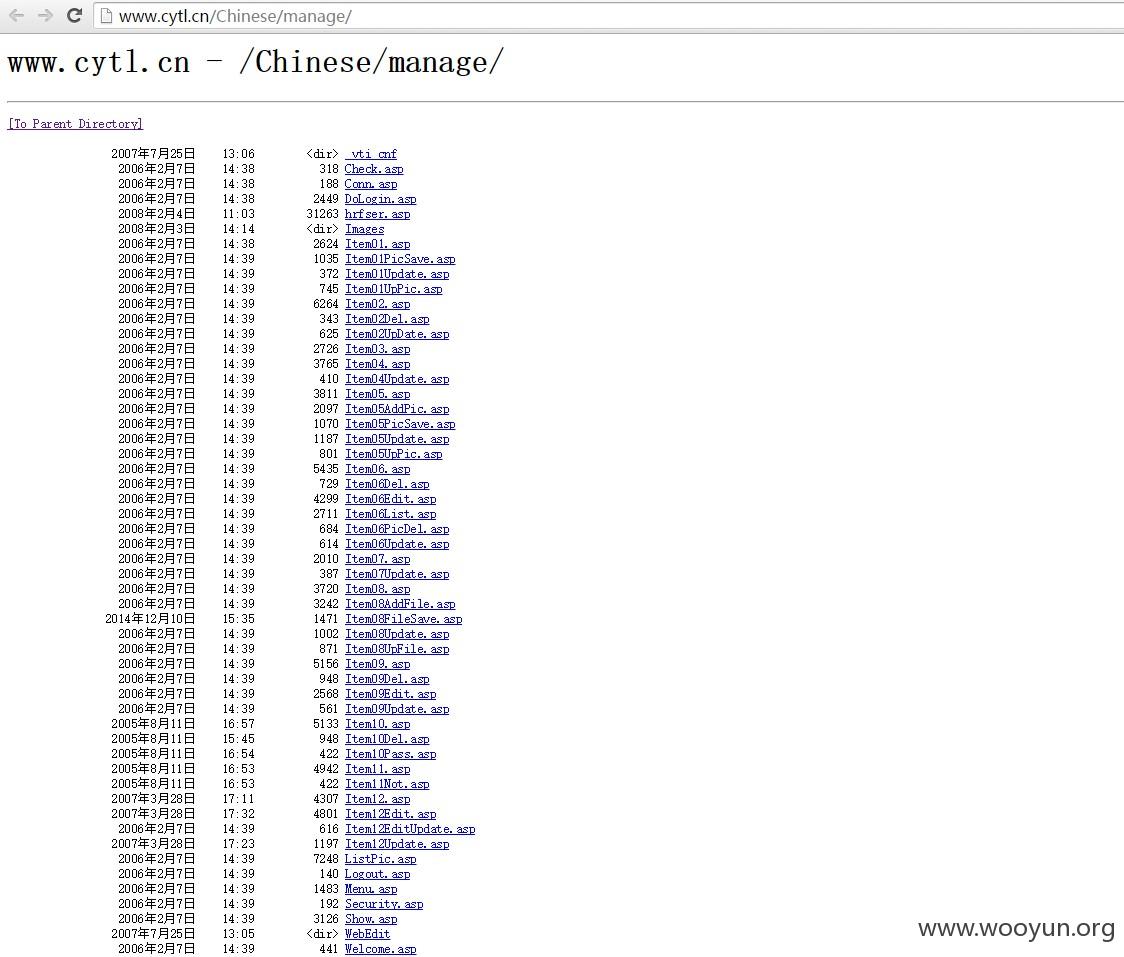 www.cytl.cn/Chinese/manage/
www.cytl.cn - /Chinese/manage/
[To Parent Directory]
2007年7月25日 13:06 <dir> _vti_cnf
2006年2月7日 14:38 318 Check.asp
2006年2月7日 14:38 188 Conn.asp
2006年2月7日 14:38 2449 DoLogin.asp
2008年2月4日 11:03 31263 hrfser.asp
2008年2月3日 14:14 <dir> Images
2006年2月7日 14:38 2624 Item01.asp
2006年2月7日 14:39 1035 Item01PicSave.asp
2006年2月7日 14:39 372 Item01Update.asp
2006年2月7日 14:39 745 Item01UpPic.asp
2006年2月7日 14:39 6264 Item02.asp
2006年2月7日 14:39 343 Item02Del.asp
2006年2月7日 14:39 625 Item02UpDate.asp
2006年2月7日 14:39 2726 Item03.asp
2006年2月7日 14:39 3765 Item04.asp
2006年2月7日 14:39 410 Item04Update.asp
2006年2月7日 14:39 3811 Item05.asp
2006年2月7日 14:39 2097 Item05AddPic.asp
2006年2月7日 14:39 1070 Item05PicSave.asp
2006年2月7日 14:39 1187 Item05Update.asp
2006年2月7日 14:39 801 Item05UpPic.asp
2006年2月7日 14:39 5435 Item06.asp
2006年2月7日 14:39 729 Item06Del.asp
2006年2月7日 14:39 4299 Item06Edit.asp
2006年2月7日 14:39 2711 Item06List.asp
2006年2月7日 14:39 684 Item06PicDel.asp
2006年2月7日 14:39 614 Item06Update.asp
2006年2月7日 14:39 2010 Item07.asp
2006年2月7日 14:39 387 Item07Update.asp
2006年2月7日 14:39 3720 Item08.asp
2006年2月7日 14:39 3242 Item08AddFile.asp
2014年12月10日 15:35 1471 Item08FileSave.asp
2006年2月7日 14:39 1002 Item08Update.asp
2006年2月7日 14:39 871 Item08UpFile.asp
2006年2月7日 14:39 5156 Item09.asp
2006年2月7日 14:39 948 Item09Del.asp
2006年2月7日 14:39 2568 Item09Edit.asp
2006年2月7日 14:39 561 Item09Update.asp
2005年8月11日 16:57 5133 Item10.asp
2005年8月11日 15:45 948 Item10Del.asp
2005年8月11日 16:54 422 Item10Pass.asp
2005年8月11日 16:53 4942 Item11.asp
2005年8月11日 16:53 422 Item11Not.asp
2007年3月28日 17:11 4307 Item12.asp
2007年3月28日 17:32 4801 Item12Edit.asp
2006年2月7日 14:39 616 Item12EditUpdate.asp
2007年3月28日 17:23 1197 Item12Update.asp
2006年2月7日 14:39 7248 ListPic.asp
2006年2月7日 14:39 140 Logout.asp
2006年2月7日 14:39 1483 Menu.asp
2006年2月7日 14:39 192 Security.asp
2006年2月7日 14:39 3126 Show.asp
2007年7月25日 13:05 <dir> WebEdit
2006年2月7日 14:39 441 Welcome.asp
www.wooyun.org